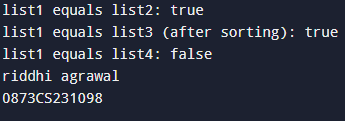 list1 equals list2: true
list1 equals list3 (after sorting): true
list1 equals list4: false
riddhi agrawal
0873CS231098